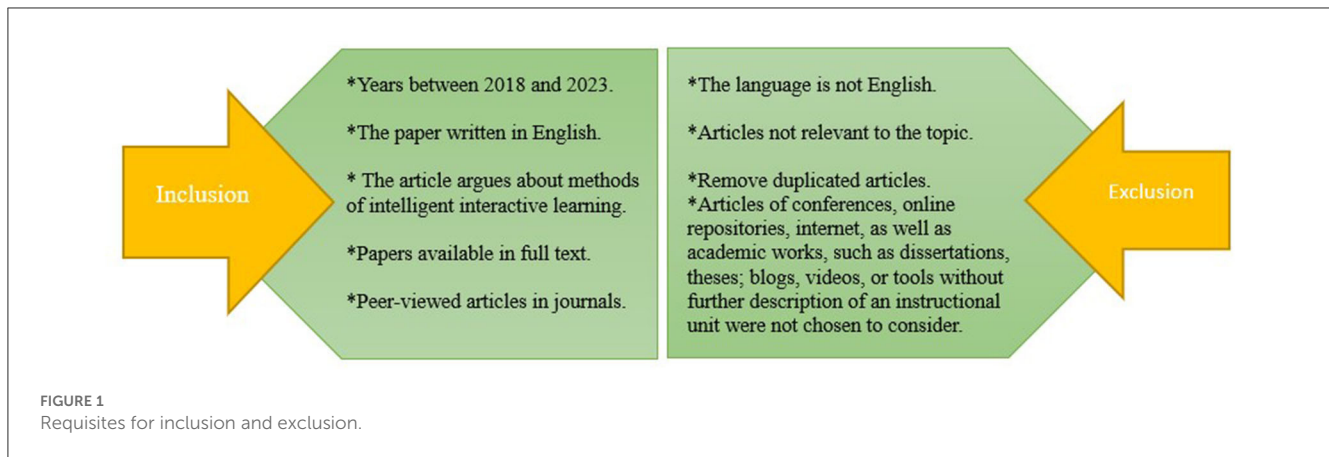 Inclusion
*Years between 2018 and 2023.
*The paper written in English.
* The article argues about methods
of intelligent interactive learning.
*Papers available in full text.
*Peer-viewed articles in journals.
*The language is not English.
*Articles not relevant to the topic.
*Remove duplicated articles.
*Articles of conferences, online
repositories, internet, as well as
academic works, such as dissertations,
theses; blogs, videos, or tools without
further description of an instructional
unit were not chosen to consider.
Exclusion
FIGURE 1
Requisites for inclusion and exclusion.